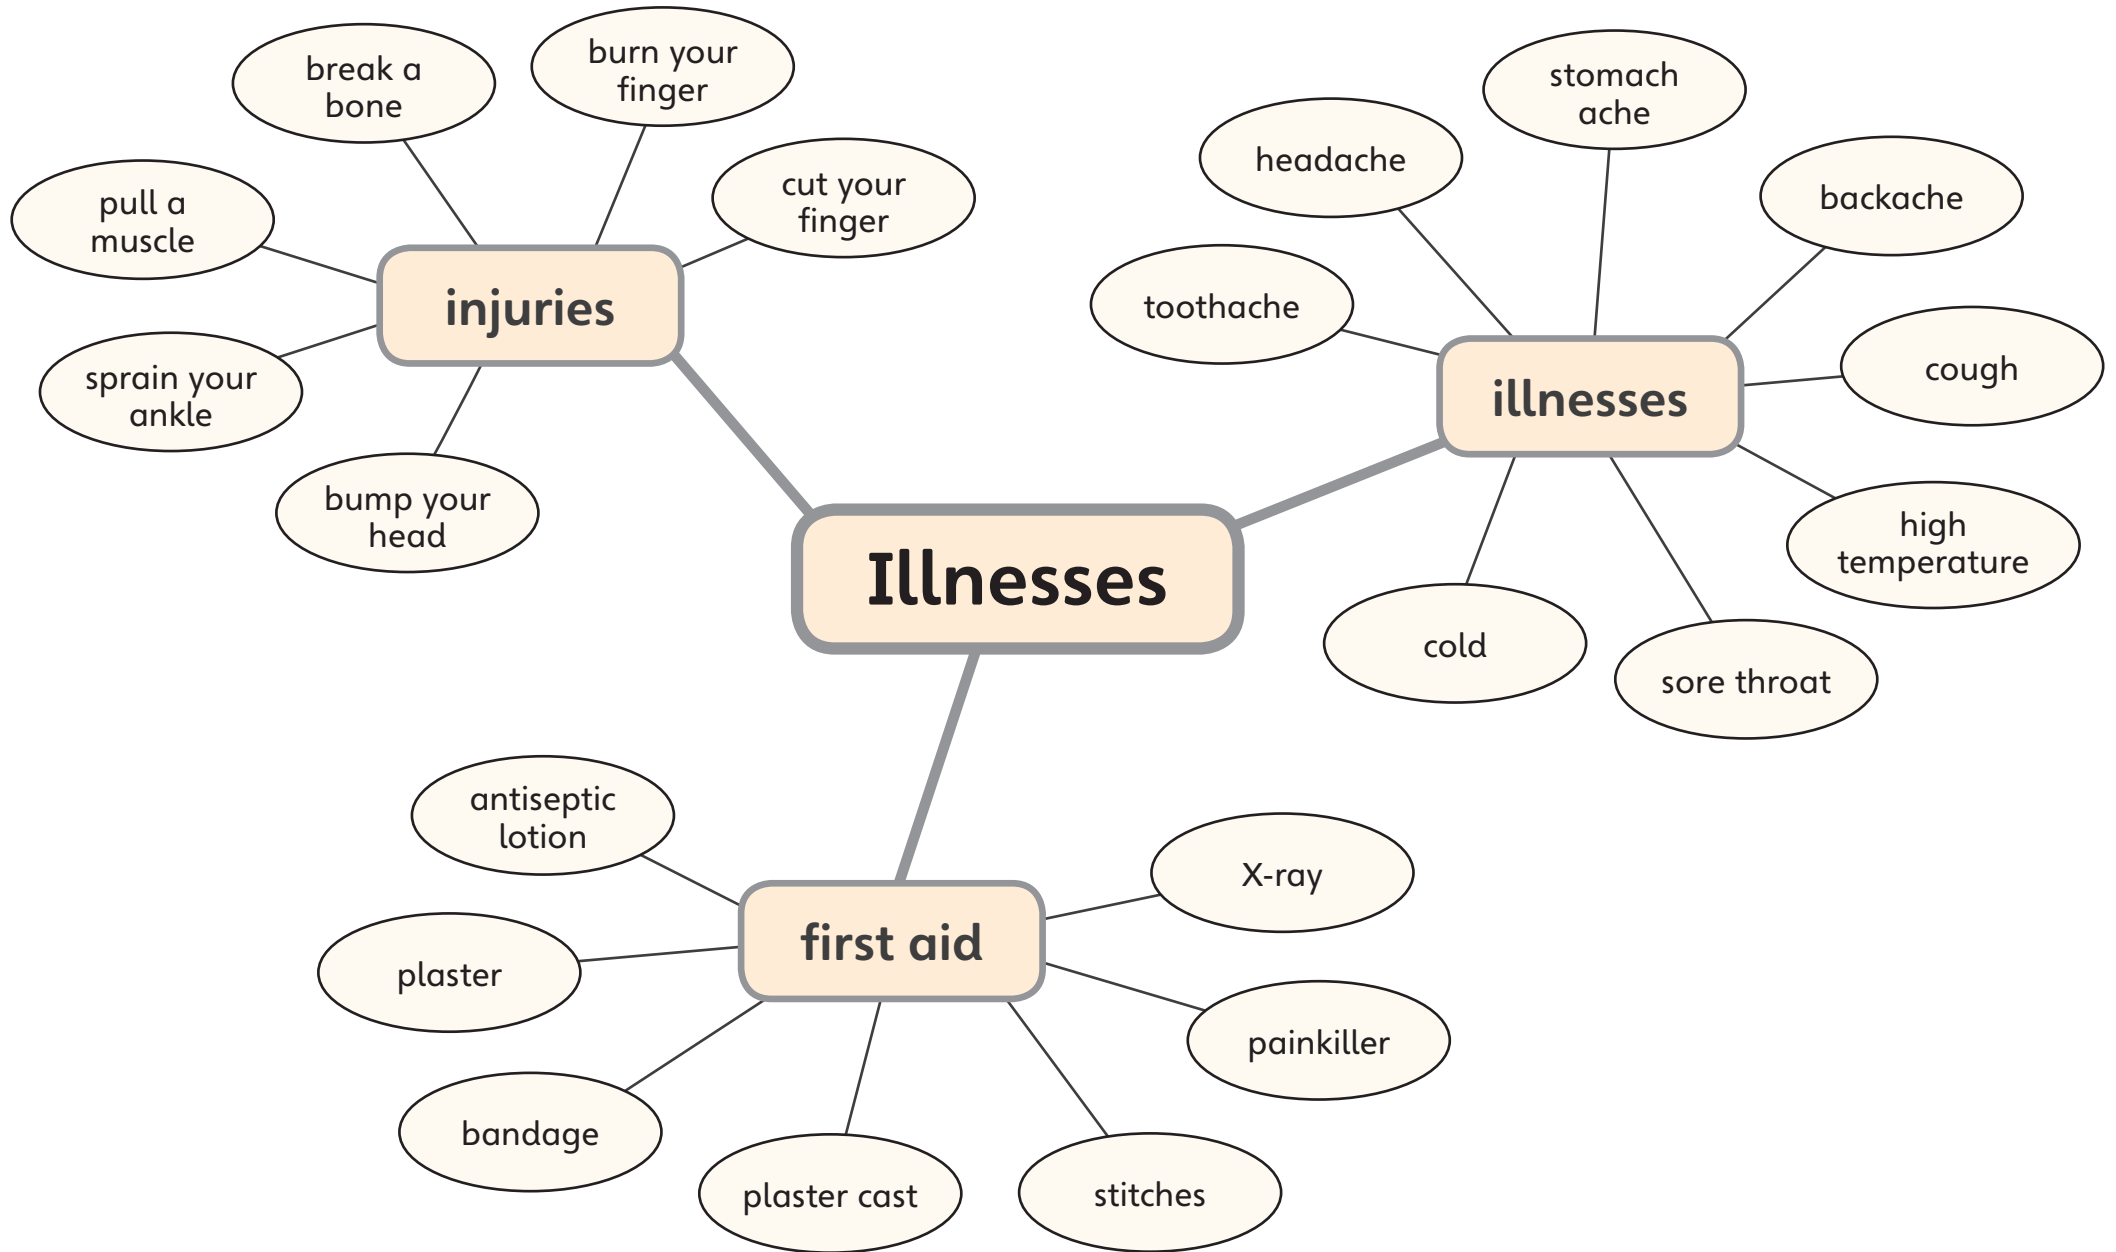 burn your
finger
break a
bone
cut your
finger
pull a
muscle
injuries
sprain your
ankle
bump your
head
stomach
ache
headache
backache
toothache
cough
illnesses
high
temperature
cold
sore throat
Illnesses
antiseptic
lotion
X-ray
first aid
plaster
painkiller
bandage
plaster cast
stitches